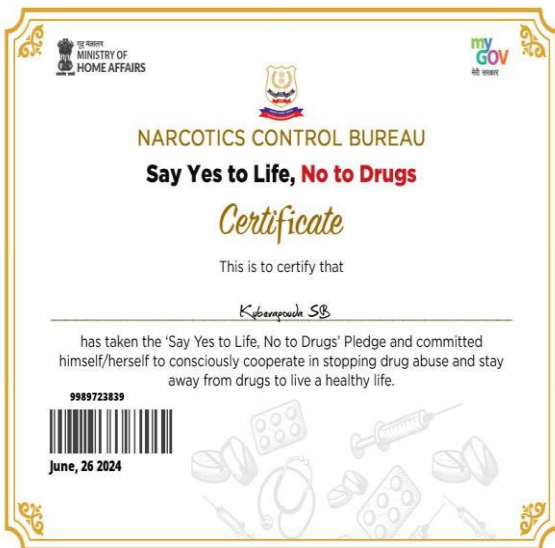 गृह मंत्रालय
MINISTRY OF
HOME AFFAIRS
my
GOV
मेरी सरकार
NARCOTICS CONTROL BUREAU
Say Yes to Life, No to Drugs
Certificate
This is to certify that
Kuberagouda SB
has taken the ‘Say Yes to Life, No to Drugs’ Pledge and committed
himself/herself to consciously cooperate in stopping drug abuse and stay
away from drugs to live a healthy life.
9989723839
June, 26 2024